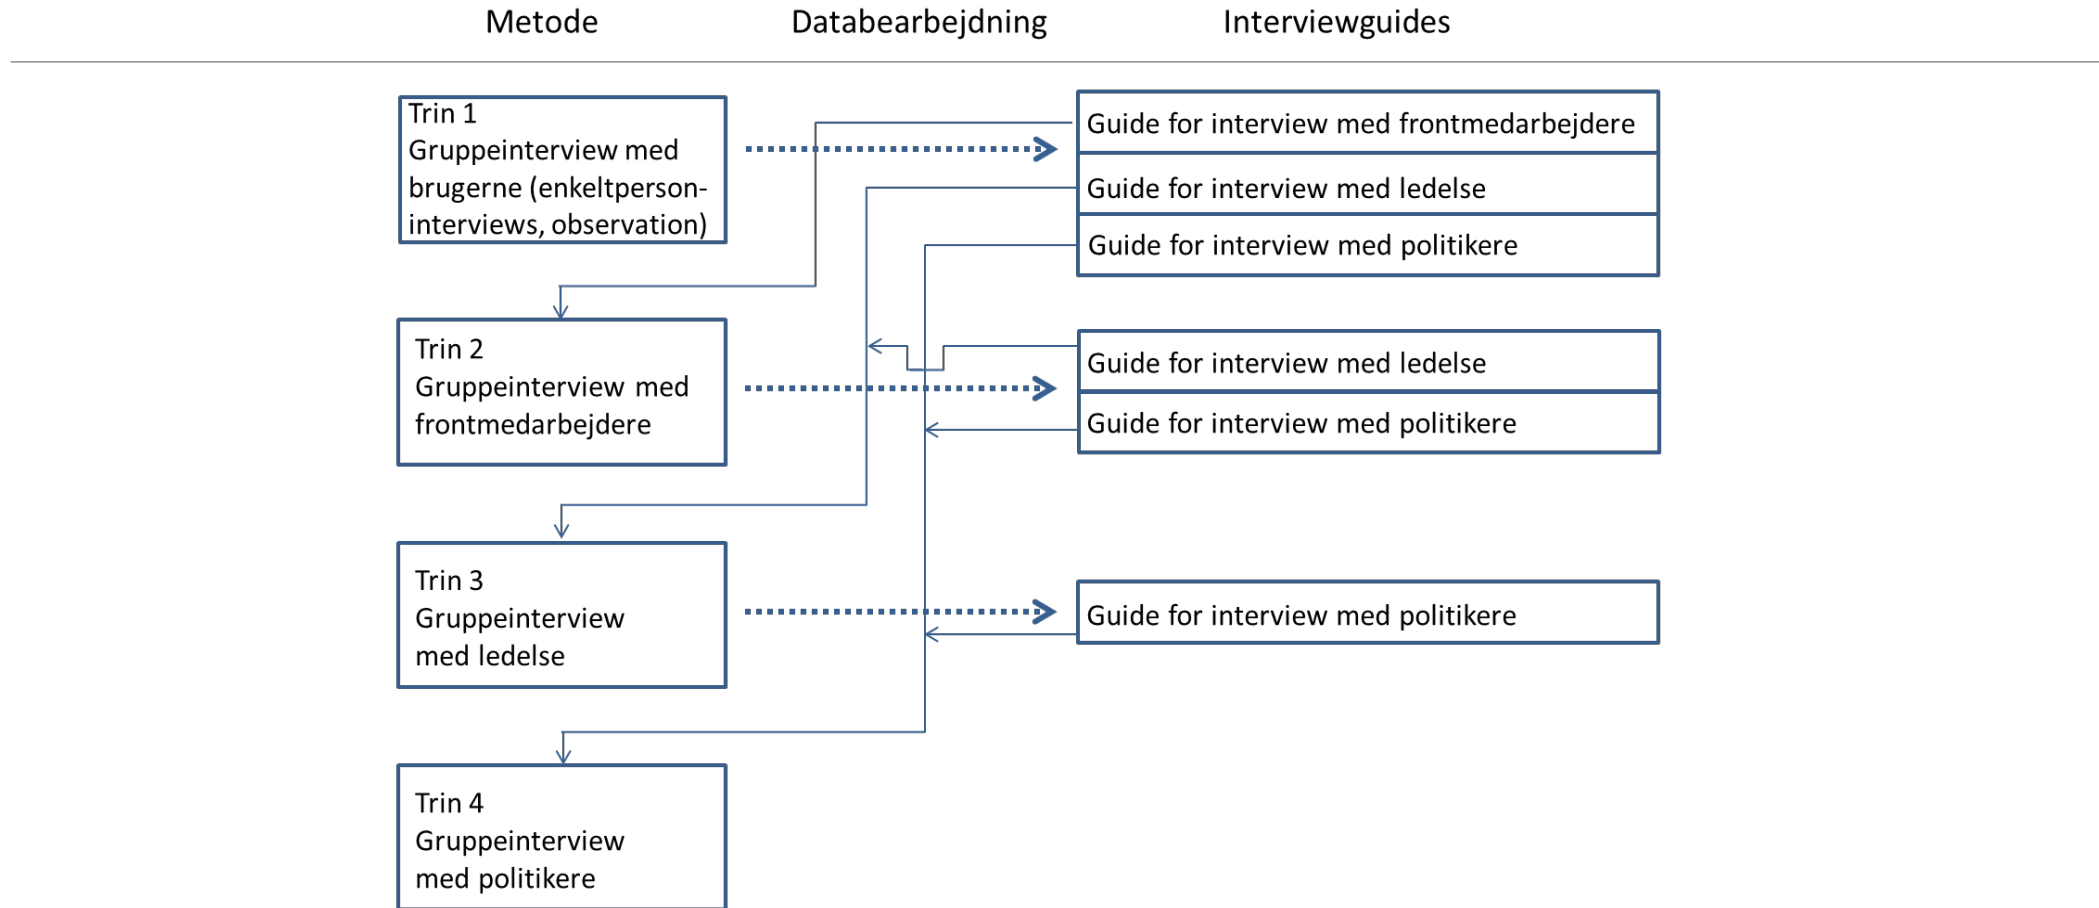 Metode
Databearbejdning
Interviewguides
Trin 1
Gruppeinterview med
brugerne (enkeltperson-
interviews, observation)
Guide for interview med frontmedarbejdere
Guide for interview med ledelse
Guide for interview med politikere
Trin 2
Gruppeinterview med
frontmedarbejdere
Guide for interview med ledelse
Guide for interview med politikere
Trin 3
Gruppeinterview
med ledelse
Guide for interview med politikere
Trin 4
Gruppeinterview
med politikere